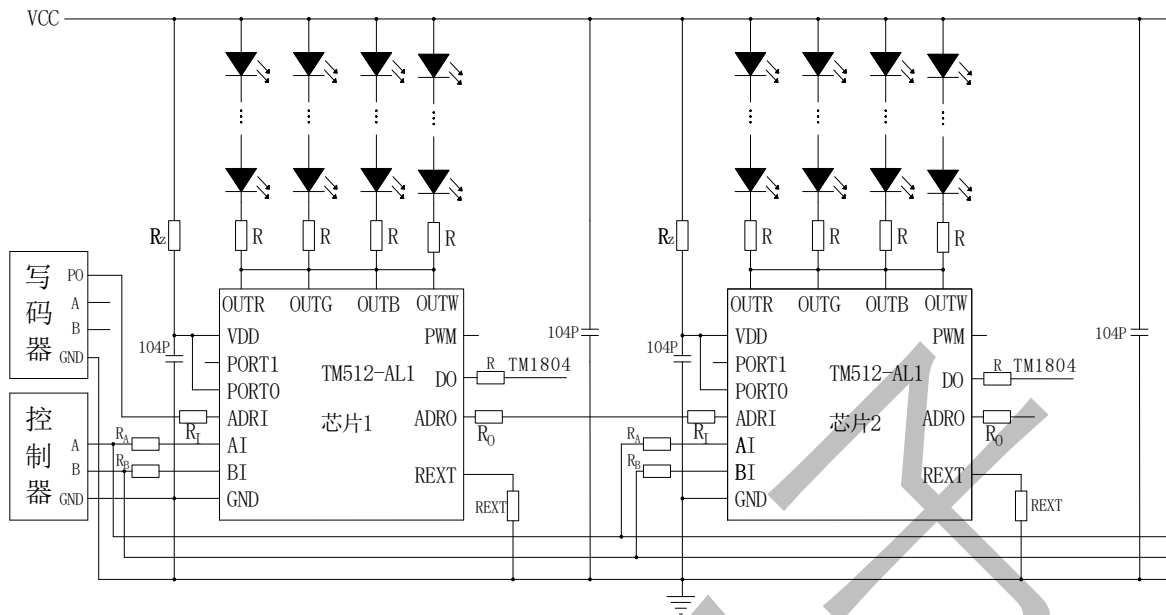 VCC
Rz R R R R
Rz R R R R
写码器
PO
A
B
GND
控制器
A
B
GND
104P
OUTR OUTG OUTB OUTW
VDD
PORT1
PORT0
ADRI
AI
BI
GND
PWM
DO
ADRO
REXT
TM512-AL1
芯片1
R TM1804
RI
RA
RB
RO
REXT
104P
104P
OUTR OUTG OUTB OUTW
VDD
PORT1
PORT0
ADRI
AI
BI
GND
PWM
DO
ADRO
REXT
TM512-AL1
芯片2
R TM1804
RI
RA
RB
RO
REXT
104P